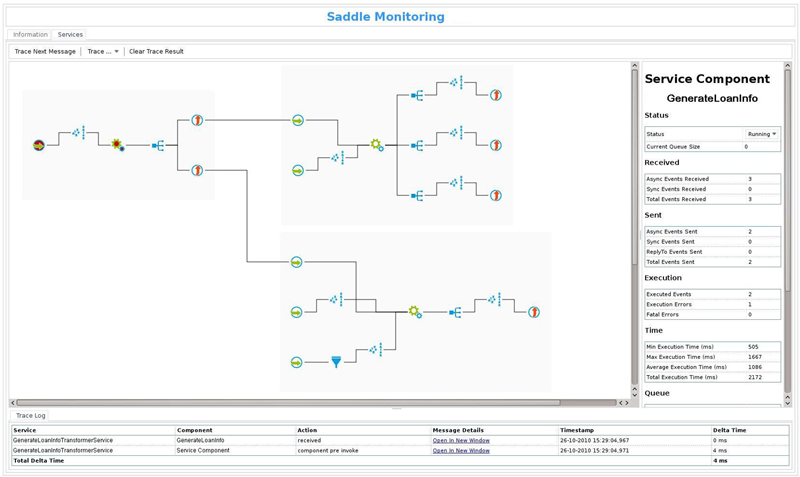 Saddle Monitoring
Information Services
Trace Next Message Trace ... Clear Trace Result
Service Component
GenerateLoanInfo
Status
Status Running
Current Queue Size 0
Received
Async Events Received 3
Sync Events Received 0
Total Events Received 3
Sent
Async Events Sent 2
Sync Events Sent 0
ReplyTo Events Sent 0
Total Events Sent 2
Execution
Executed Events 2
Execution Errors 1
Fatal Errors 0
Time
Min Execution Time (ms) 505
Max Execution Time (ms) 1667
Average Execution Time (ms) 1086
Total Execution Time (ms) 2172
Queue
Trace Log
Service Component Action Message Details Timestamp Delta Time
GenerateLoanInfoTransformerService GenerateLoanInfo received Open In New Window 26-10-2010 15:29:04,967 0 ms
GenerateLoanInfoTransformerService Service Component component pre invoke Open In New Window 26-10-2010 15:29:04,971 4 ms
Total Delta Time 4 ms